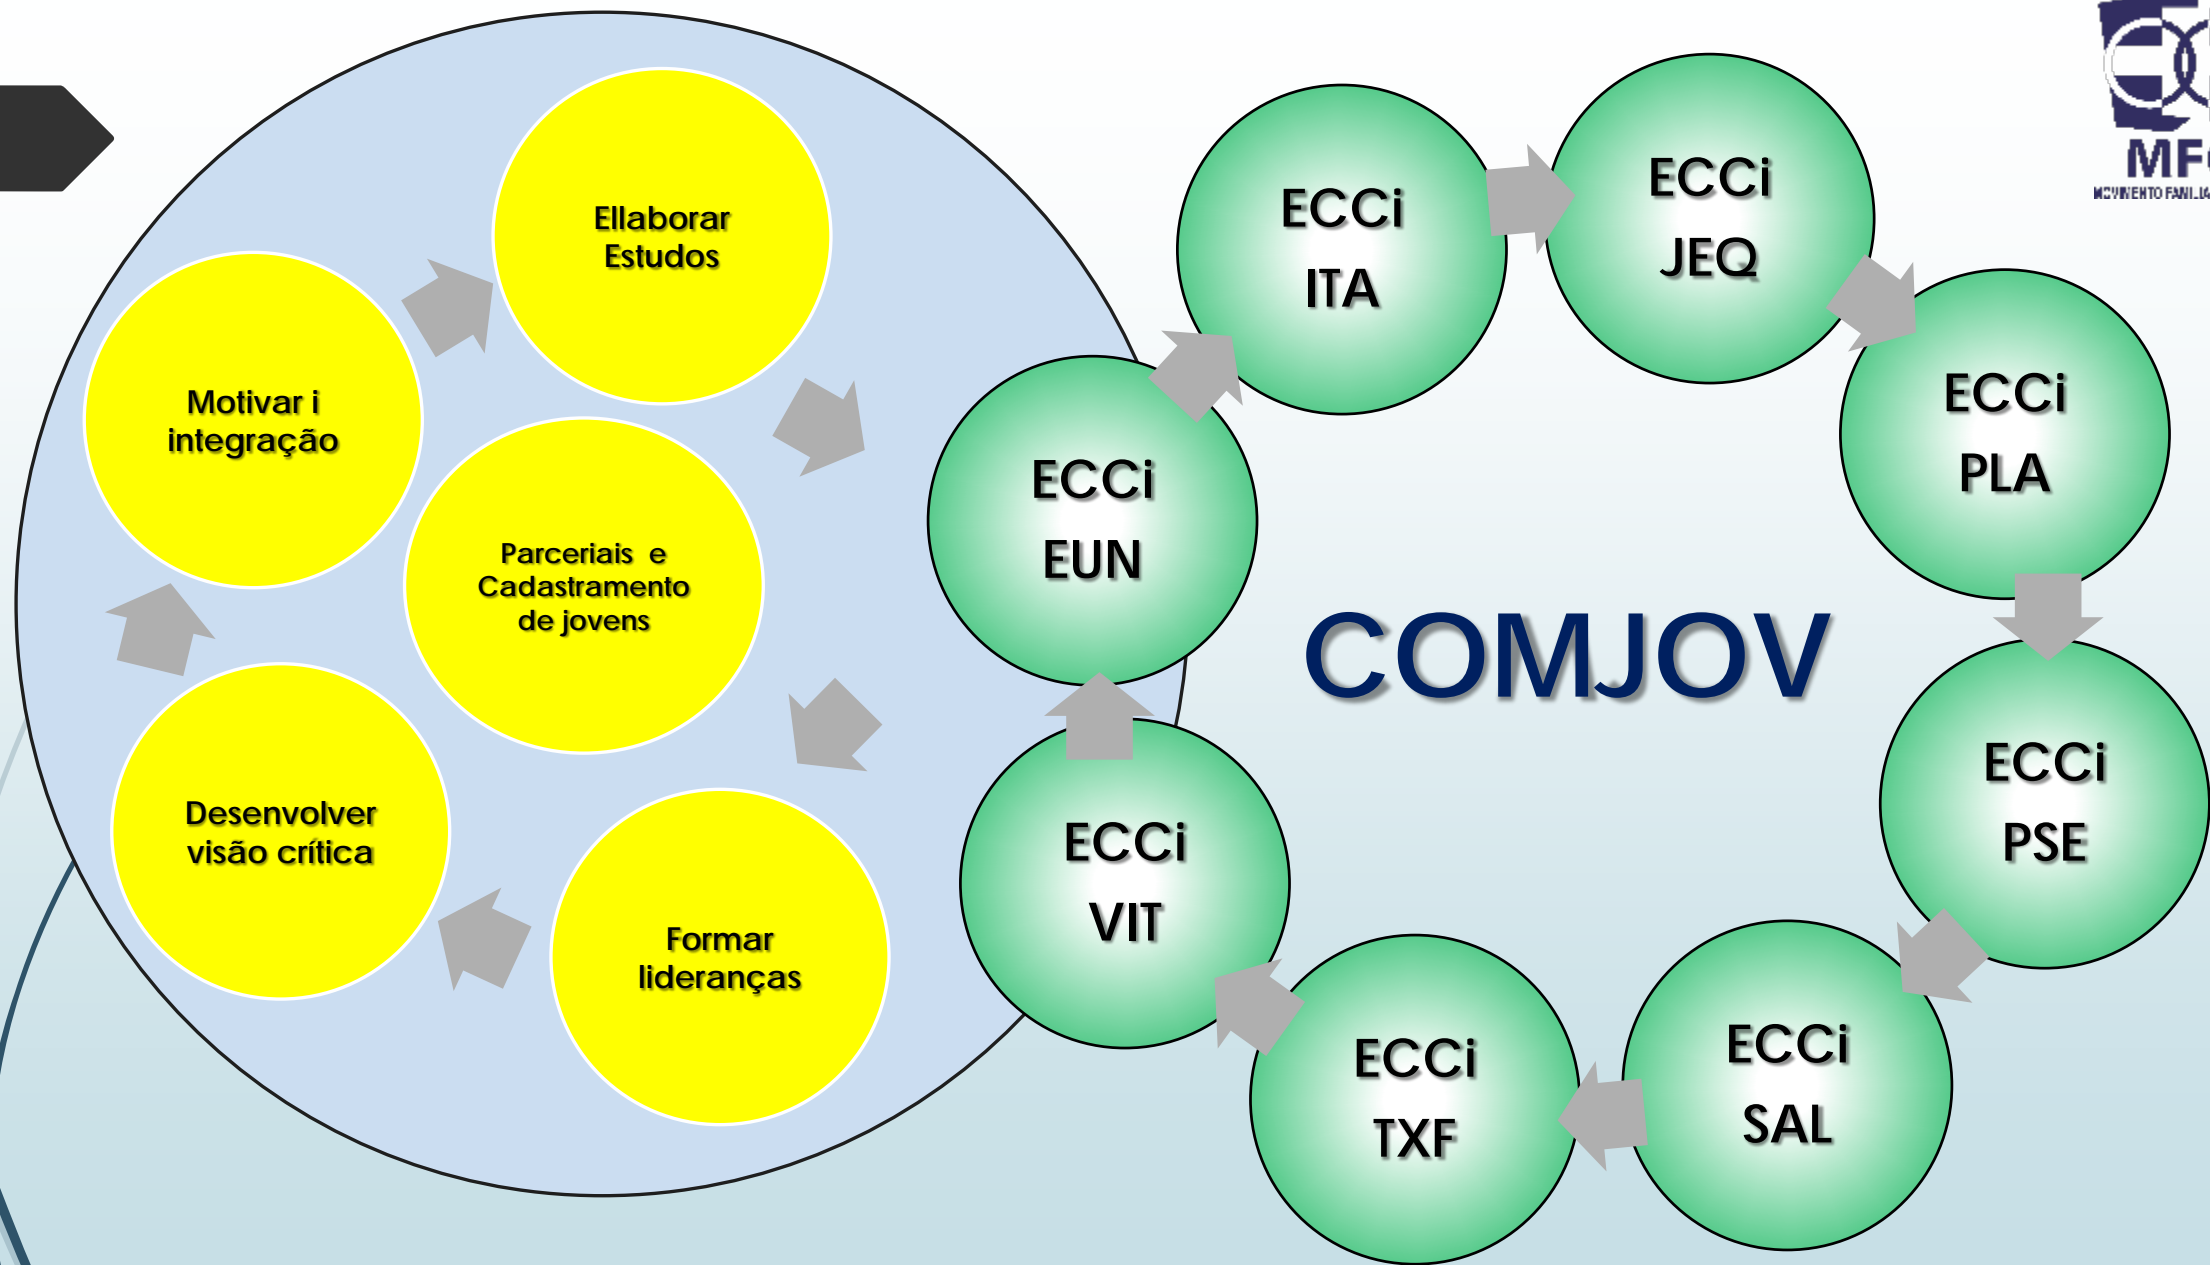 Ellaborar
Estudos
Motivar i
integração
Parceriais e
Cadastramento
de jovens
Desenvolver
visão crítica
Formar
lideranças
ECCi
ITA
ECCi
JEQ
ECCi
PLA
ECCi
EUN
COMJOV
ECCi
PSE
ECCi
VIT
ECCi
SAL
ECCi
TXF
MF
MOVIMENTO